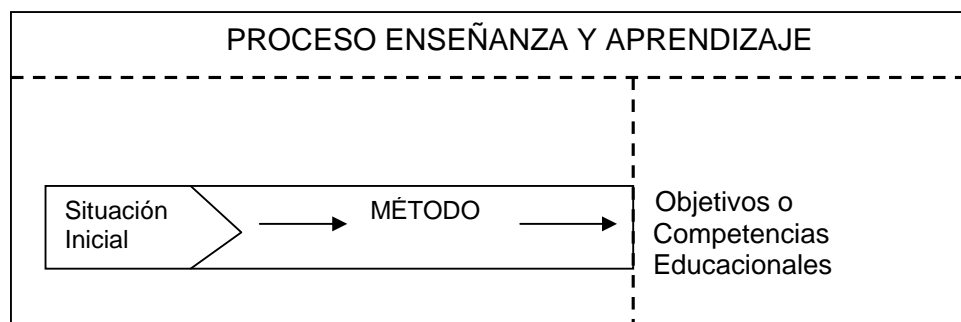 PROCESO ENSEÑANZA Y APRENDIZAJE
Situación
Inicial
MÉTODO
Objetivos o
Competencias
Educacionales